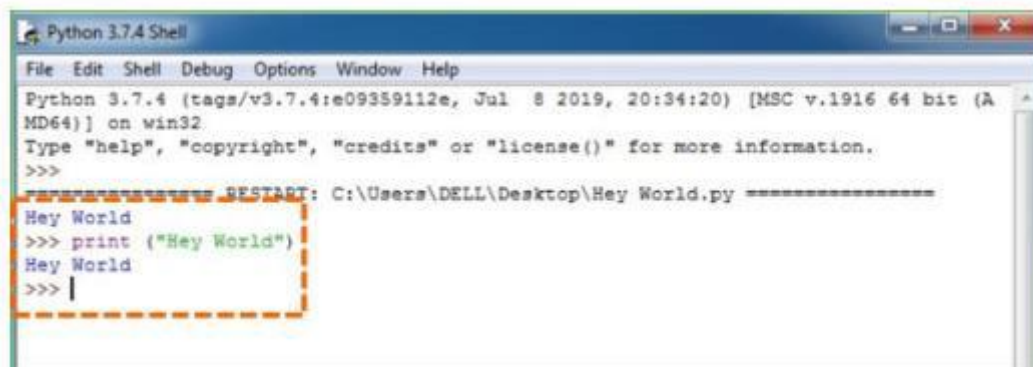 Python 3.7.4 Shell
File Edit Shell Debug Options Window Help
Python 3.7.4 (tags/v3.7.4:e09359112e, Jul  8 2019, 20:34:20) [MSC v.1916 64 bit (A
MD64)] on win32
Type "help", "copyright", "credits" or "license()" for more information.
>>>
================ RESTART: C:\Users\DELL\Desktop\Hey World.py ================
Hey World
>>> print ("Hey World")
Hey World
>>>